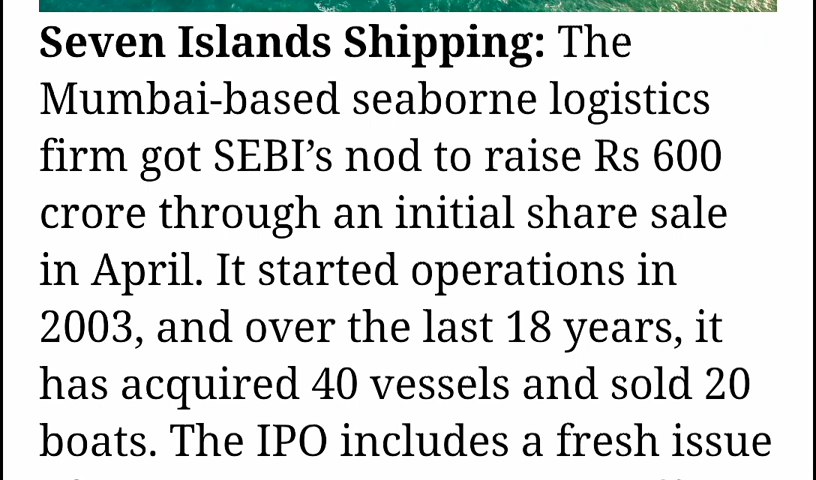 Seven Islands Shipping: The
Mumbai-based seaborne logistics
firm got SEBI’s nod to raise Rs 600
crore through an initial share sale
in April. It started operations in
2003, and over the last 18 years, it
has acquired 40 vessels and sold 20
boats. The IPO includes a fresh issue